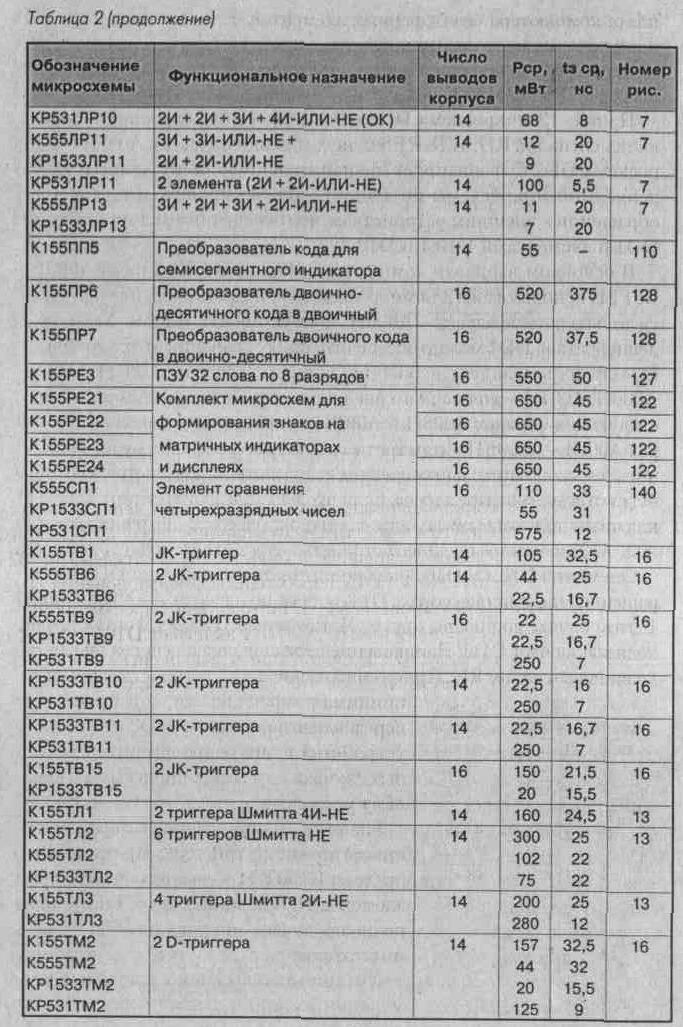 Таблица 2 (продолжение)
Обозначение микросхемы | Функциональное назначение | Число выводов корпуса | Pср, мВт | tз ср, нс | Номер рис.
КР531ЛР10 | 2И + 2И + 3И + 4И-ИЛИ-НЕ (ОК) | 14 | 68 | 8 | 7
К555ЛР11 | 3И + 3И-ИЛИ-НЕ + | 14 | 12 | 20 | 7
КР1533ЛР11 | 2И + 2И-ИЛИ-НЕ | 9 | 20
КР531ЛР11 | 2 элемента (2И + 2И-ИЛИ-НЕ) | 14 | 100 | 5,5 | 7
К555ЛР13 | 3И + 2И + 3И + 2И-ИЛИ-НЕ | 14 | 11 | 20 | 7
КР1533ЛР13 | 7 | 20
К155ПП5 | Преобразователь кода для | 14 | 55 | – | 110
семисегментного индикатора
К155ПР6 | Преобразователь двоично- | 16 | 520 | 375 | 128
десятичного кода в двоичный
К155ПР7 | Преобразователь двоичного кода | 16 | 520 | 37,5 | 128
в двоично-десятичный
К155РЕ3 | ПЗУ 32 слова по 8 разрядов | 16 | 550 | 50 | 127
К155РЕ21 | Комплект микросхем для | 16 | 650 | 45 | 122
К155РЕ22 | формирования знаков на | 16 | 650 | 45 | 122
К155РЕ23 | матричных индикаторах | 16 | 650 | 45 | 122
К155РЕ24 | и дисплеях | 16 | 650 | 45 | 122
К555СП1 | Элемент сравнения | 16 | 110 | 33 | 140
КР1533СП1 | четырехразрядных чисел | 55 | 31
КР531СП1 | 575 | 12
К155ТВ1 | JK-триггер | 14 | 105 | 32,5 | 16
К555ТВ6 | 2 JK-триггера | 14 | 44 | 25 | 16
КР1533ТВ6 | 22,5 | 16,7
К555ТВ9 | 2 JK-триггера | 16 | 22 | 25 | 16
КР1533ТВ9 | 22,5 | 16,7
КР531ТВ9 | 250 | 7
КР1533ТВ10 | 2 JK-триггера | 14 | 22,5 | 16 | 16
КР531ТВ10 | 250 | 7
КР1533ТВ11 | 2 JK-триггера | 14 | 22,5 | 16,7 | 16
КР531ТВ11 | 250 | 7
К155ТВ15 | 2 JK-триггера | 16 | 150 | 21,5 | 16
КР1533ТВ15 | 20 | 15,5
К155ТЛ1 | 2 триггера Шмитта 4И-НЕ | 14 | 160 | 24,5 | 13
К155ТЛ2 | 6 триггеров Шмитта НЕ | 14 | 300 | 25 | 13
К555ТЛ2 | 102 | 22
КР1533ТЛ2 | 75 | 22
К155ТЛ3 | 4 триггера Шмитта 2И-НЕ | 14 | 200 | 25 | 13
КР531ТЛ3 | 280 | 12
К155ТМ2 | 2 D-триггера | 14 | 157 | 32,5 | 16
К555ТМ2 | 44 | 32
КР1533ТМ2 | 20 | 15,5
КР531ТМ2 | 125 | 9